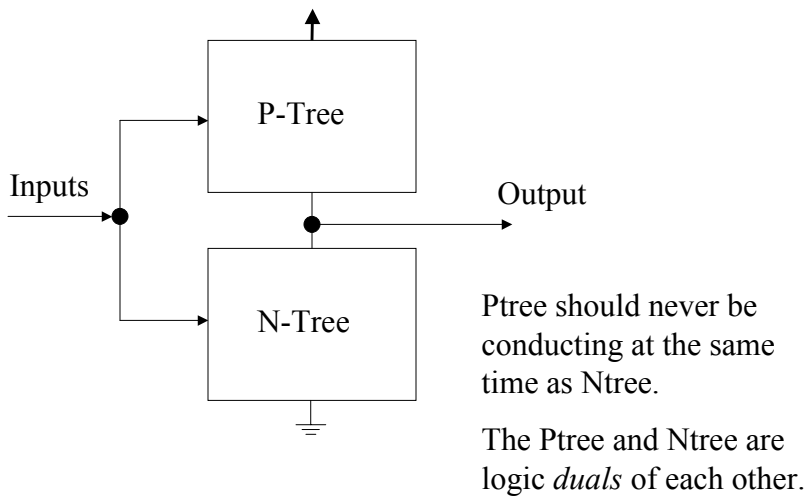 P-Tree
Inputs
Output
N-Tree
Ptree should never be
conducting at the same
time as Ntree.
The Ptree and Ntree are
logic duals of each other.